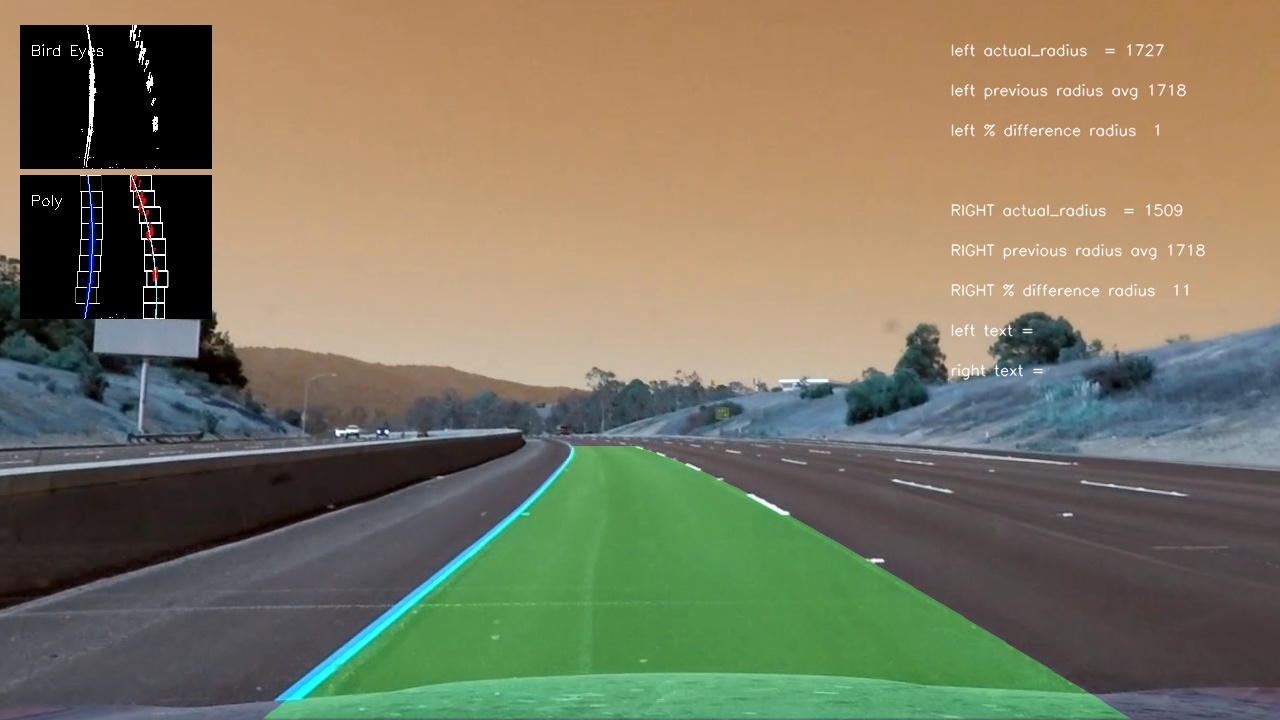 Bird Eyes
Poly
left actual_radius = 1727
left previous radius avg 1718
left % difference radius 1
RIGHT actual_radius = 1509
RIGHT previous radius avg 1718
RIGHT % difference radius 11
left text =
right text =